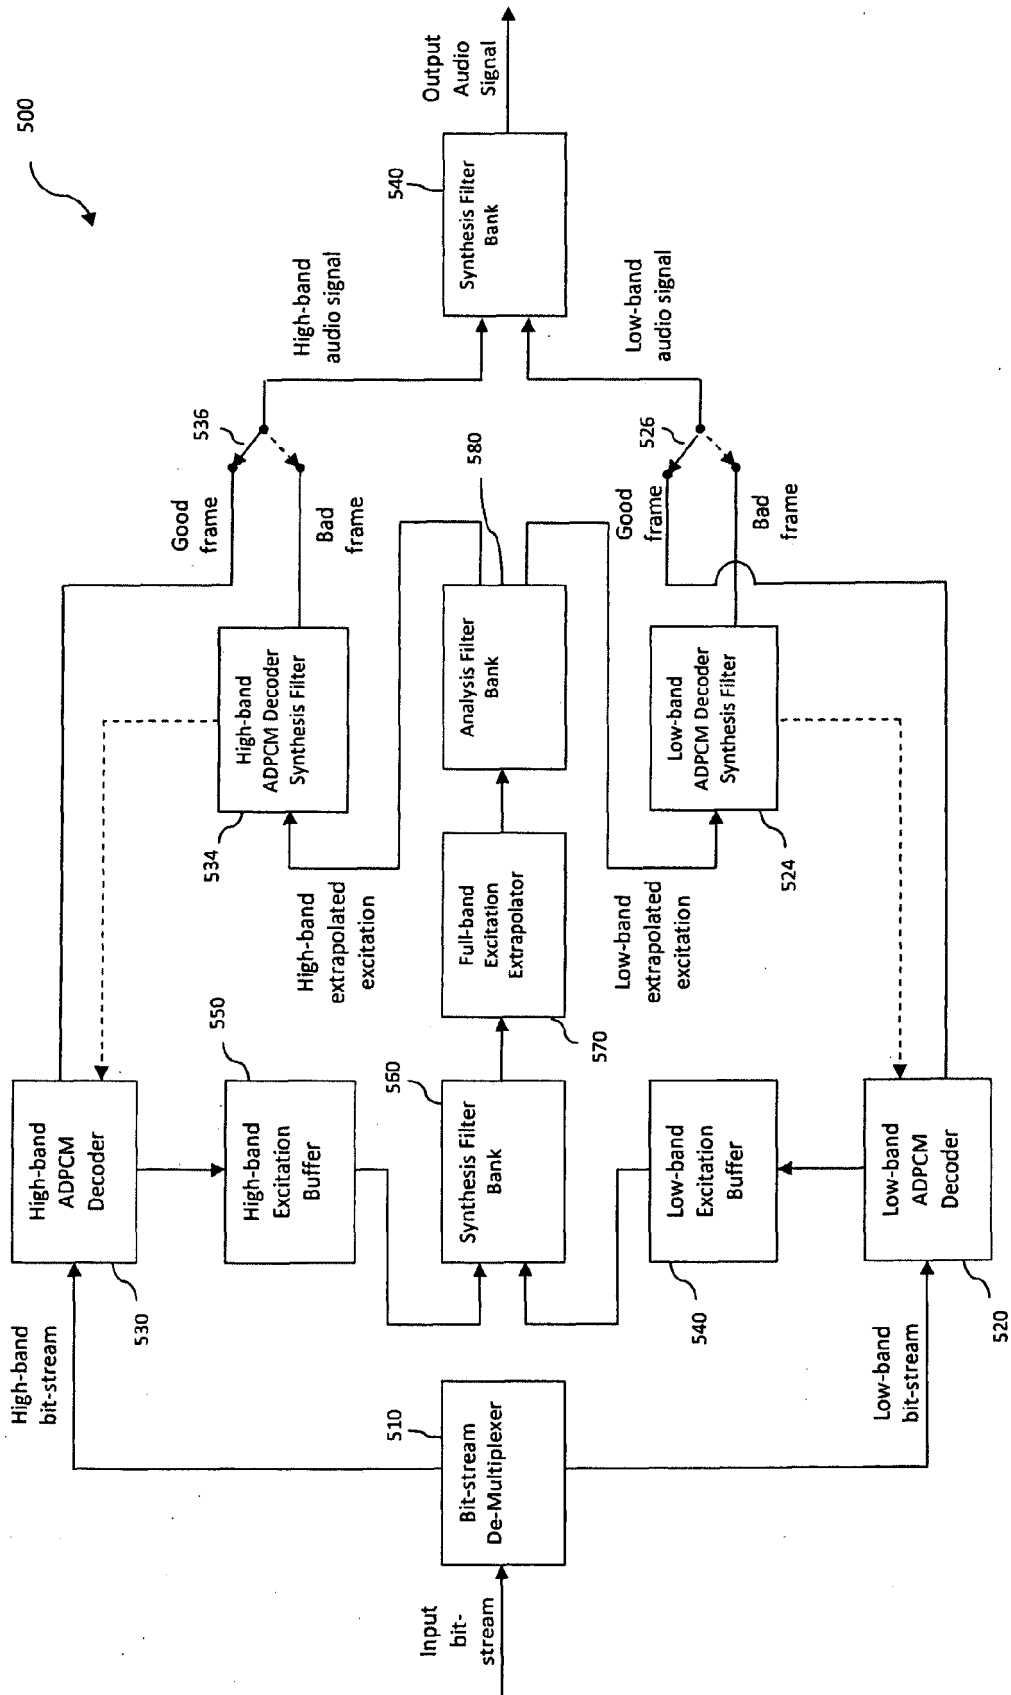 500
Input
bit-
stream
510
Bit-stream
De-Multiplexer
High-band
bit-stream
530
High-band
ADPCM
Decoder
550
High-band
Excitation
Buffer
560
Synthesis Filter
Bank
540
Low-band
Excitation
Buffer
Low-band
bit-stream
520
Low-band
ADPCM
Decoder
570
Full-band
Excitation
Extrapolator
High-band
extrapolated
excitation
Low-band
extrapolated
excitation
534
High-band
ADPCM Decoder
Synthesis Filter
580
Analysis Filter
Bank
524
Low-band
ADPCM Decoder
Synthesis Filter
Good
frame
Bad
frame
536
Good
frame
Bad
frame
526
High-band
audio signal
Low-band
audio signal
540
Synthesis Filter
Bank
Output
Audio
Signal